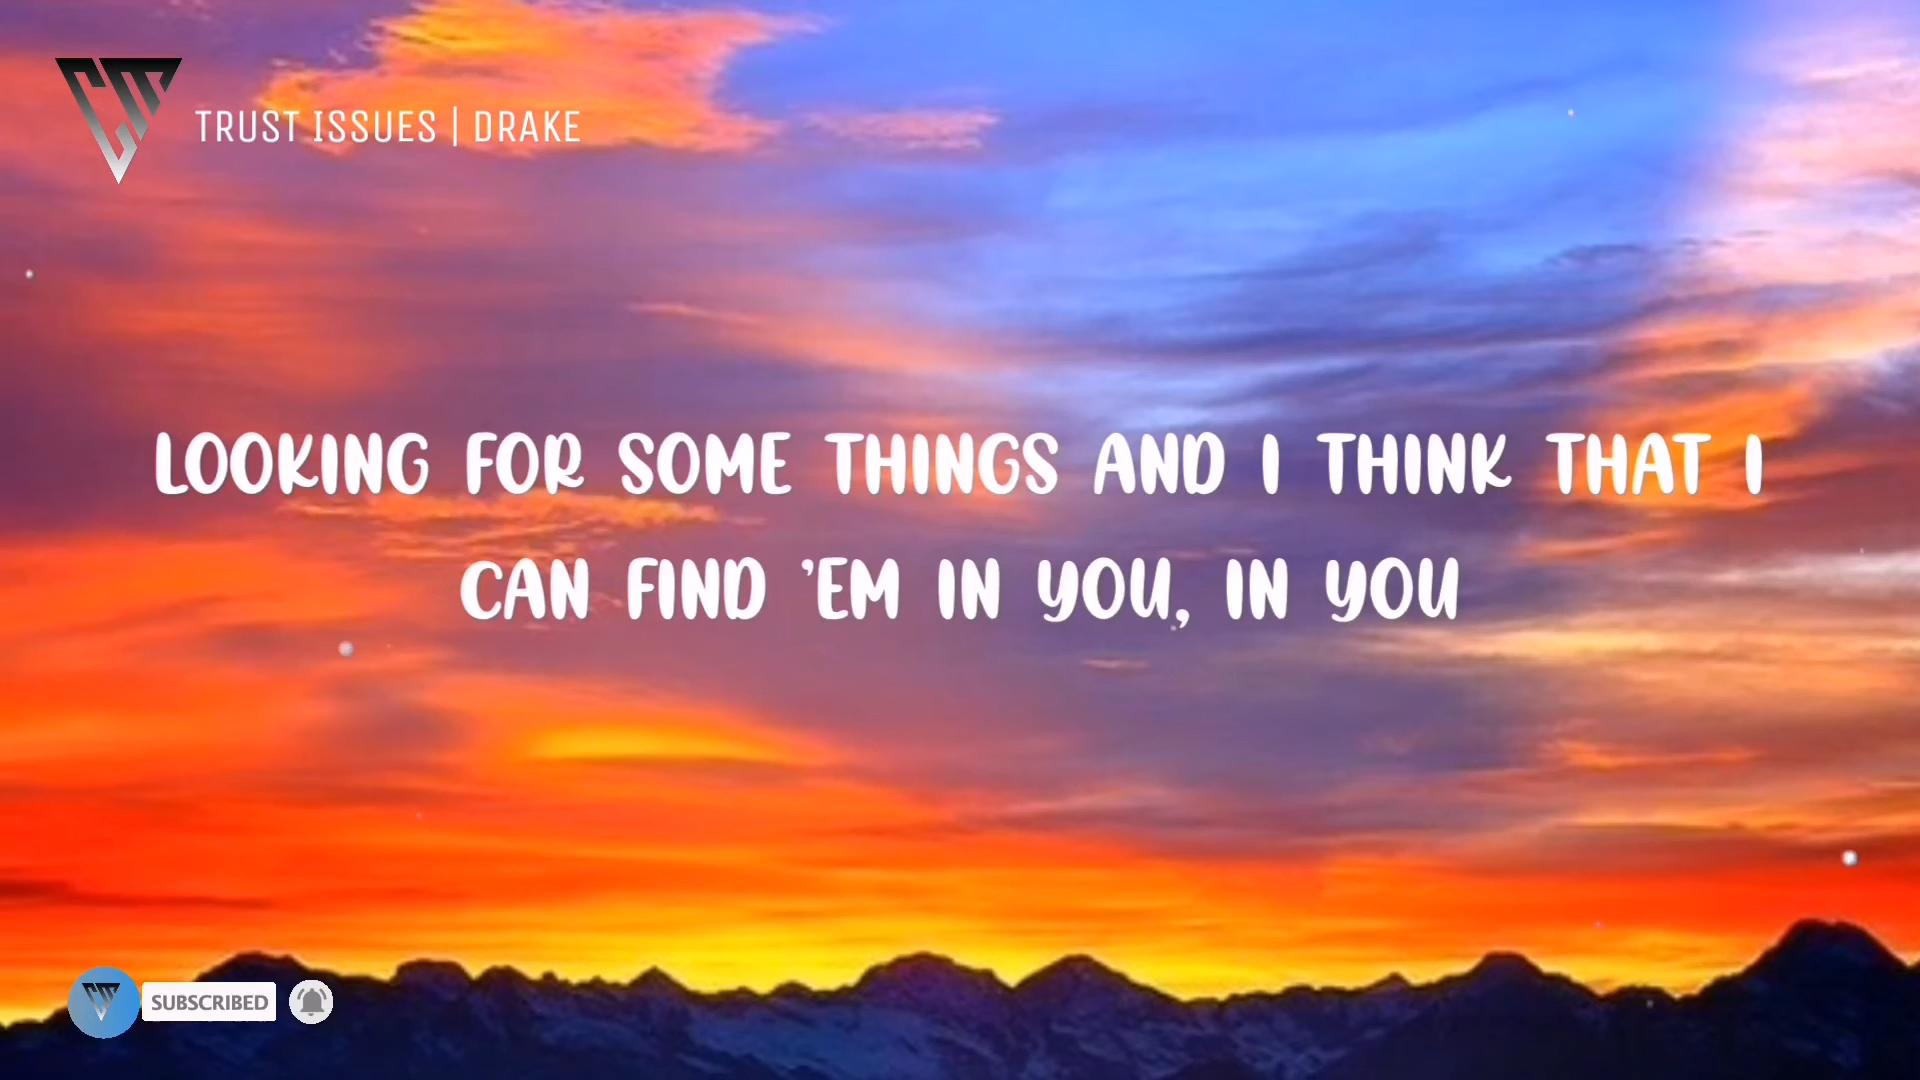 TRUST ISSUES | DRAKE
LOOKING FOR SOME THINGS AND I THINK THAT I
CAN FIND 'EM IN YOU, IN YOU
SUBSCRIBED